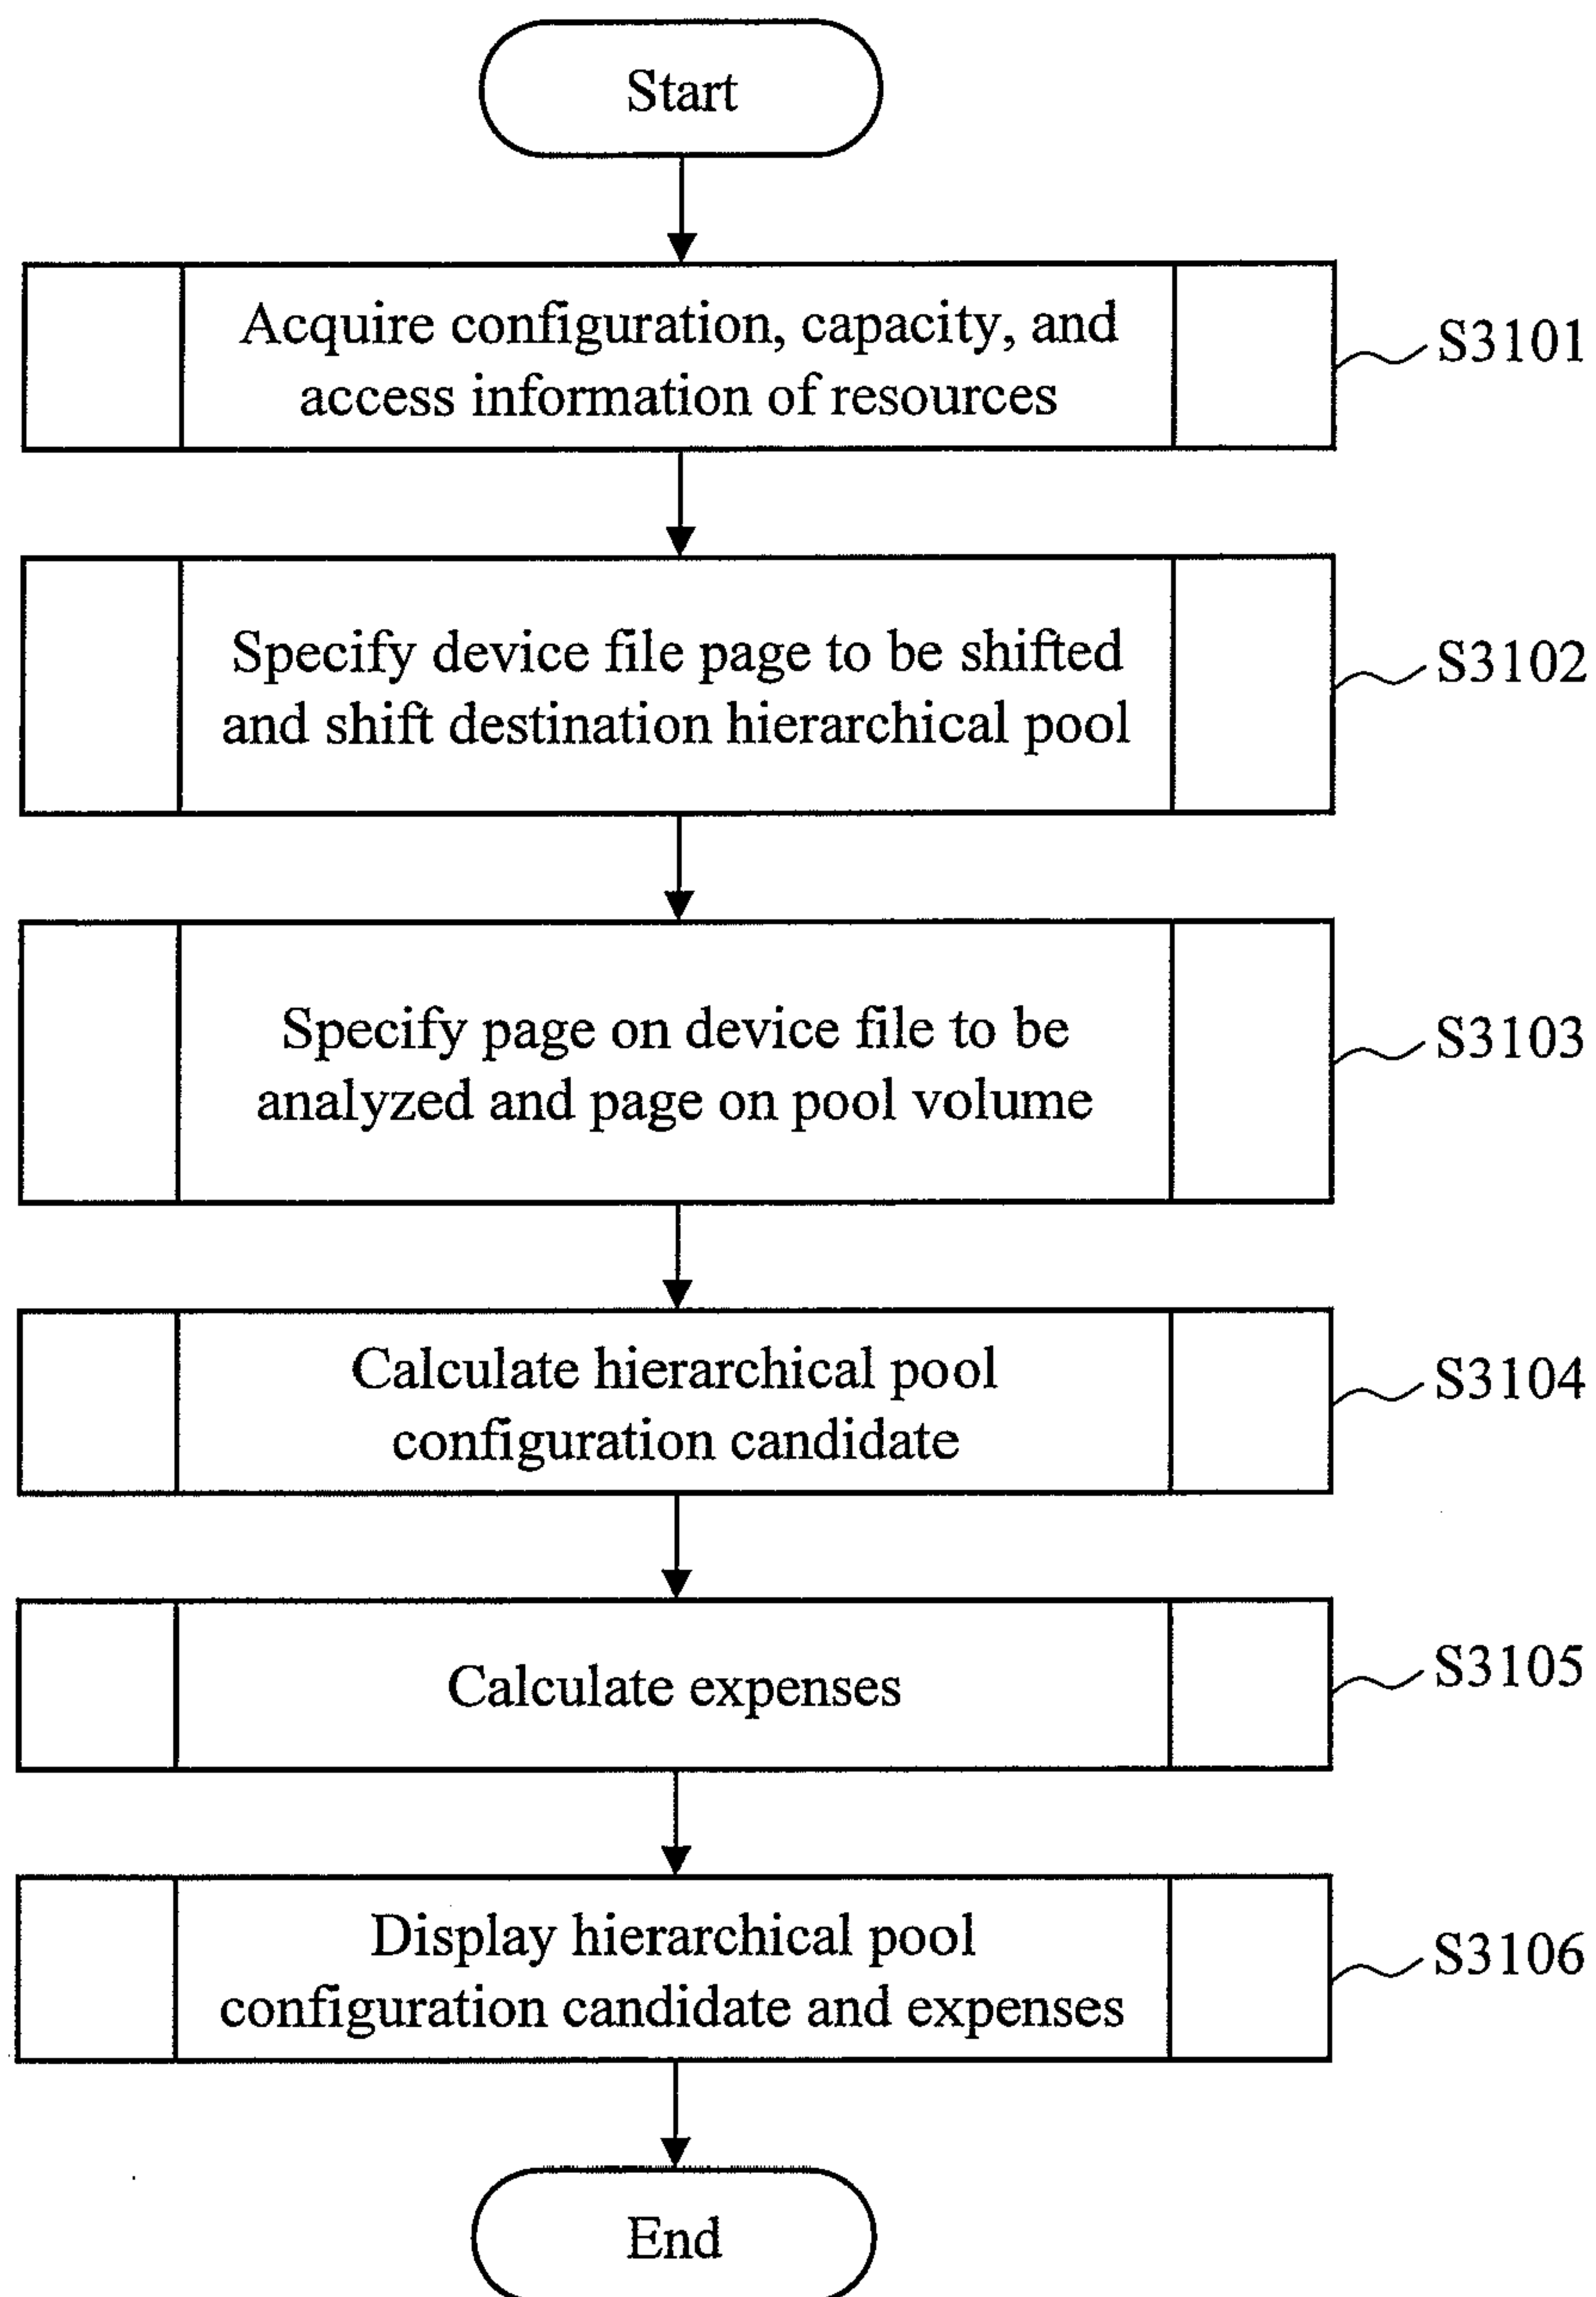 Start
Acquire configuration, capacity, and
access information of resources
S3101
Specify device file page to be shifted
and shift destination hierarchical pool
S3102
Specify page on device file to be
analyzed and page on pool volume
S3103
Calculate hierarchical pool
configuration candidate
S3104
Calculate expenses
S3105
Display hierarchical pool
configuration candidate and expenses
S3106
End